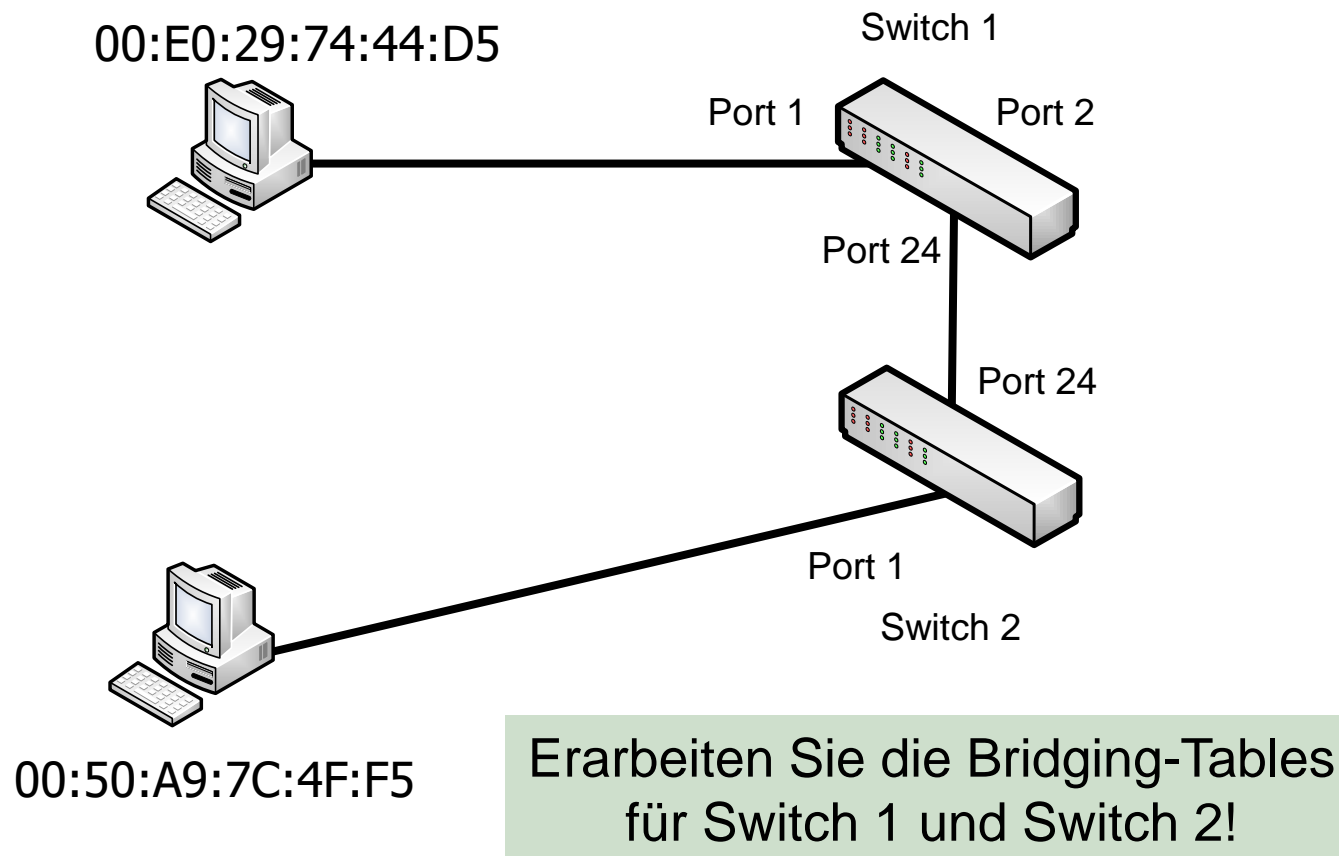 Switch 1
00:E0:29:74:44:D5
Port 1
Port 2
Port 24
Port 24
Port 1
Switch 2
00:50:A9:7C:4F:F5
Erarbeiten Sie die Bridging-Tables
für Switch 1 und Switch 2!